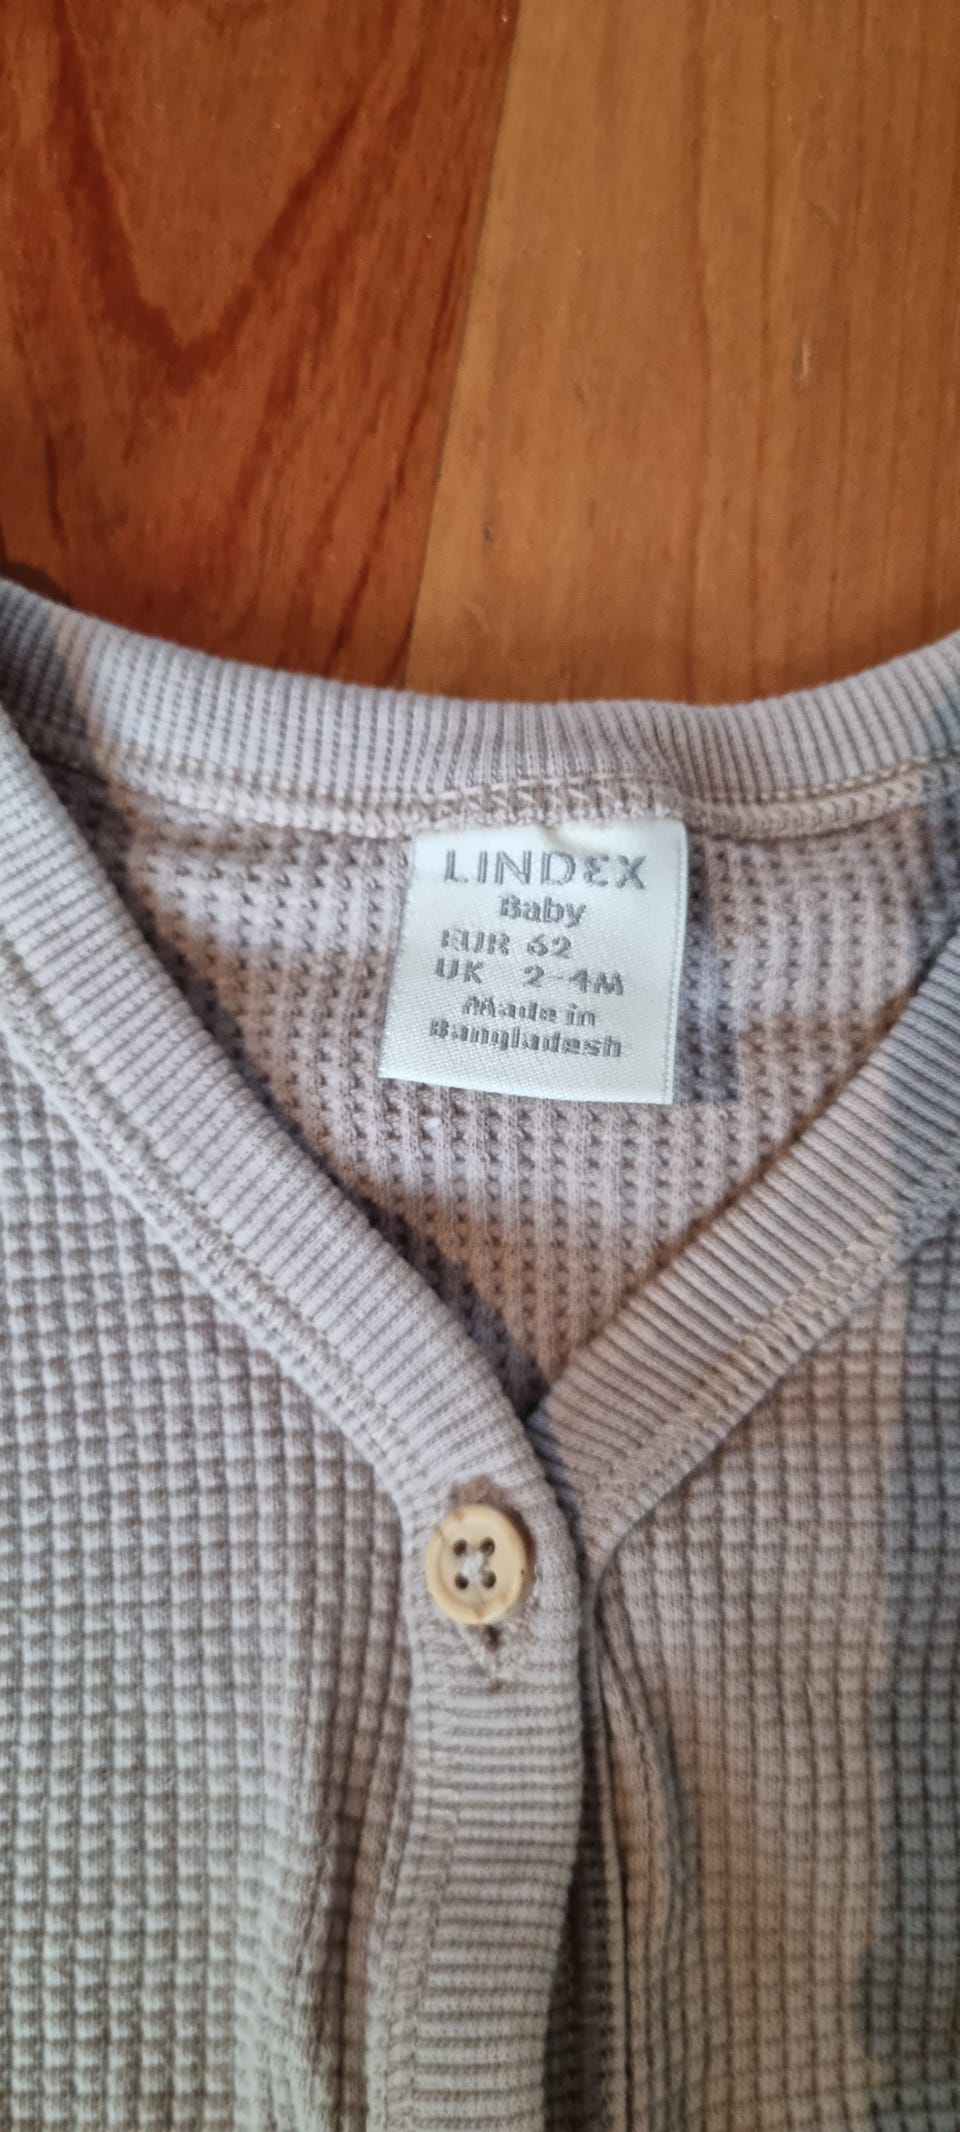 LINDEX
Baby
EUR 62
UK 2-4M
Made in
Bangladesh